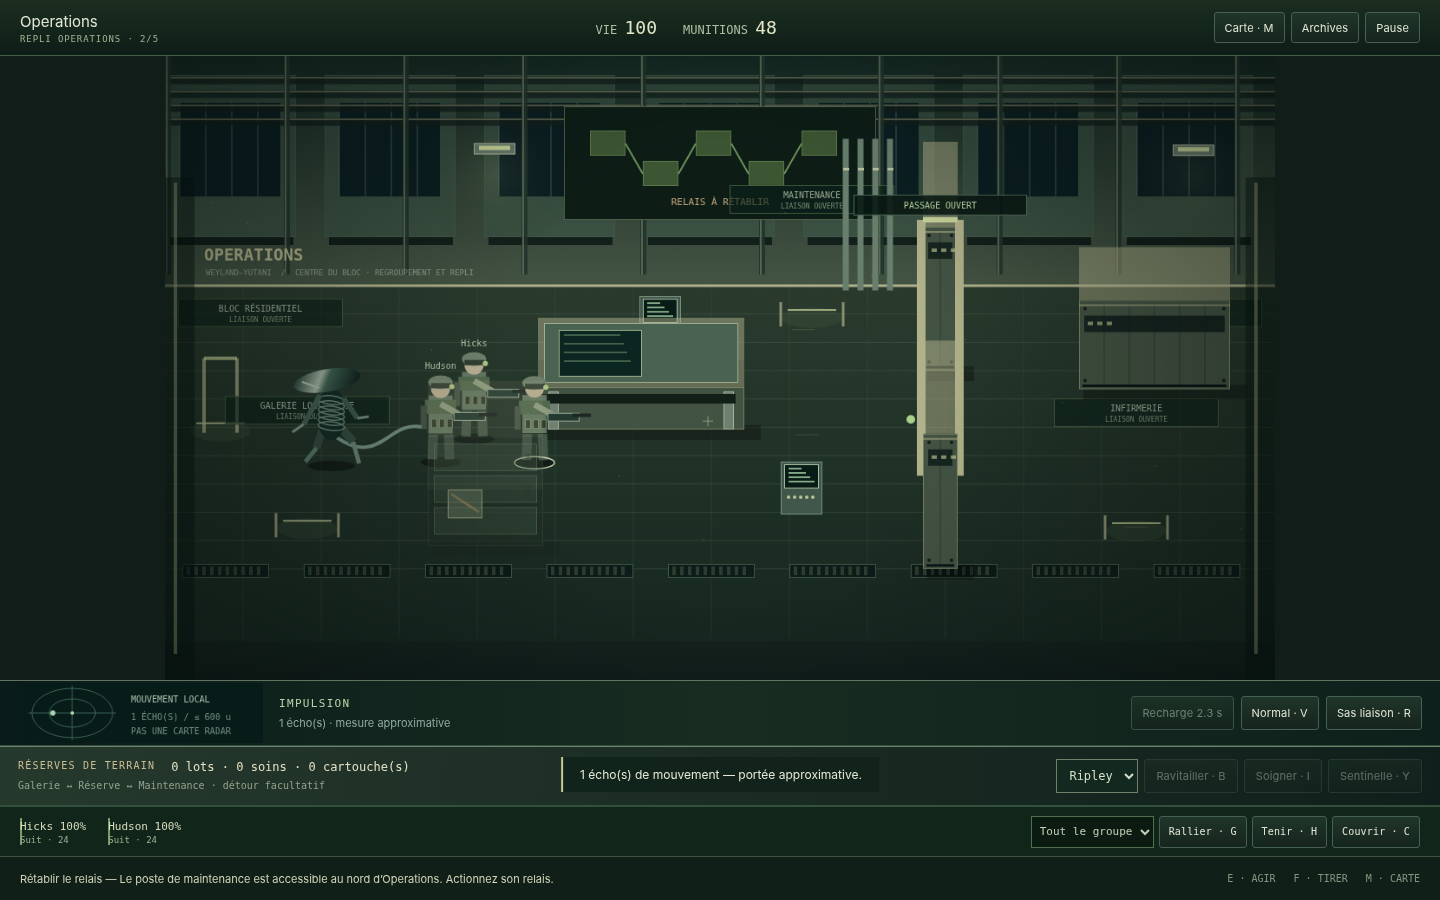 Operations
REPLI OPERATIONS · 2/5
VIE 100 MUNITIONS 48
Carte · M
Archives
Pause
RELAIS À RÉTABLIR
MAINTENANCE
LIAISON OUVERTE
PASSAGE OUVERT
OPERATIONS
WEYLAND-YUTANI / CENTRE DU BLOC · REGROUPEMENT ET REPLI
BLOC RÉSIDENTIEL
LIAISON OUVERTE
Hicks
Hudson
GALERIE
INFIRMERIE
LIAISON OUVERTE
MOUVEMENT LOCAL
1 ÉCHO(S) / ≤ 600 u
PAS UNE CARTE RADAR
IMPULSION
1 écho(s) · mesure approximative
Recharge 2.3 s
Normal · V
Sas liaison · R
RÉSERVES DE TERRAIN 0 lots · 0 soins · 0 cartouche(s)
Galerie ↔ Réserve ↔ Maintenance · détour facultatif
1 écho(s) de mouvement — portée approximative.
Ripley
Ravitailler · B
Soigner · I
Sentinelle · Y
Hicks 100%
Suit · 24
Hudson 100%
Suit · 24
Tout le groupe
Rallier · G
Tenir · H
Couvrir · C
Rétablir le relais — Le poste de maintenance est accessible au nord d'Operations. Actionnez son relais.
E · AGIR F · TIRER M · CARTE